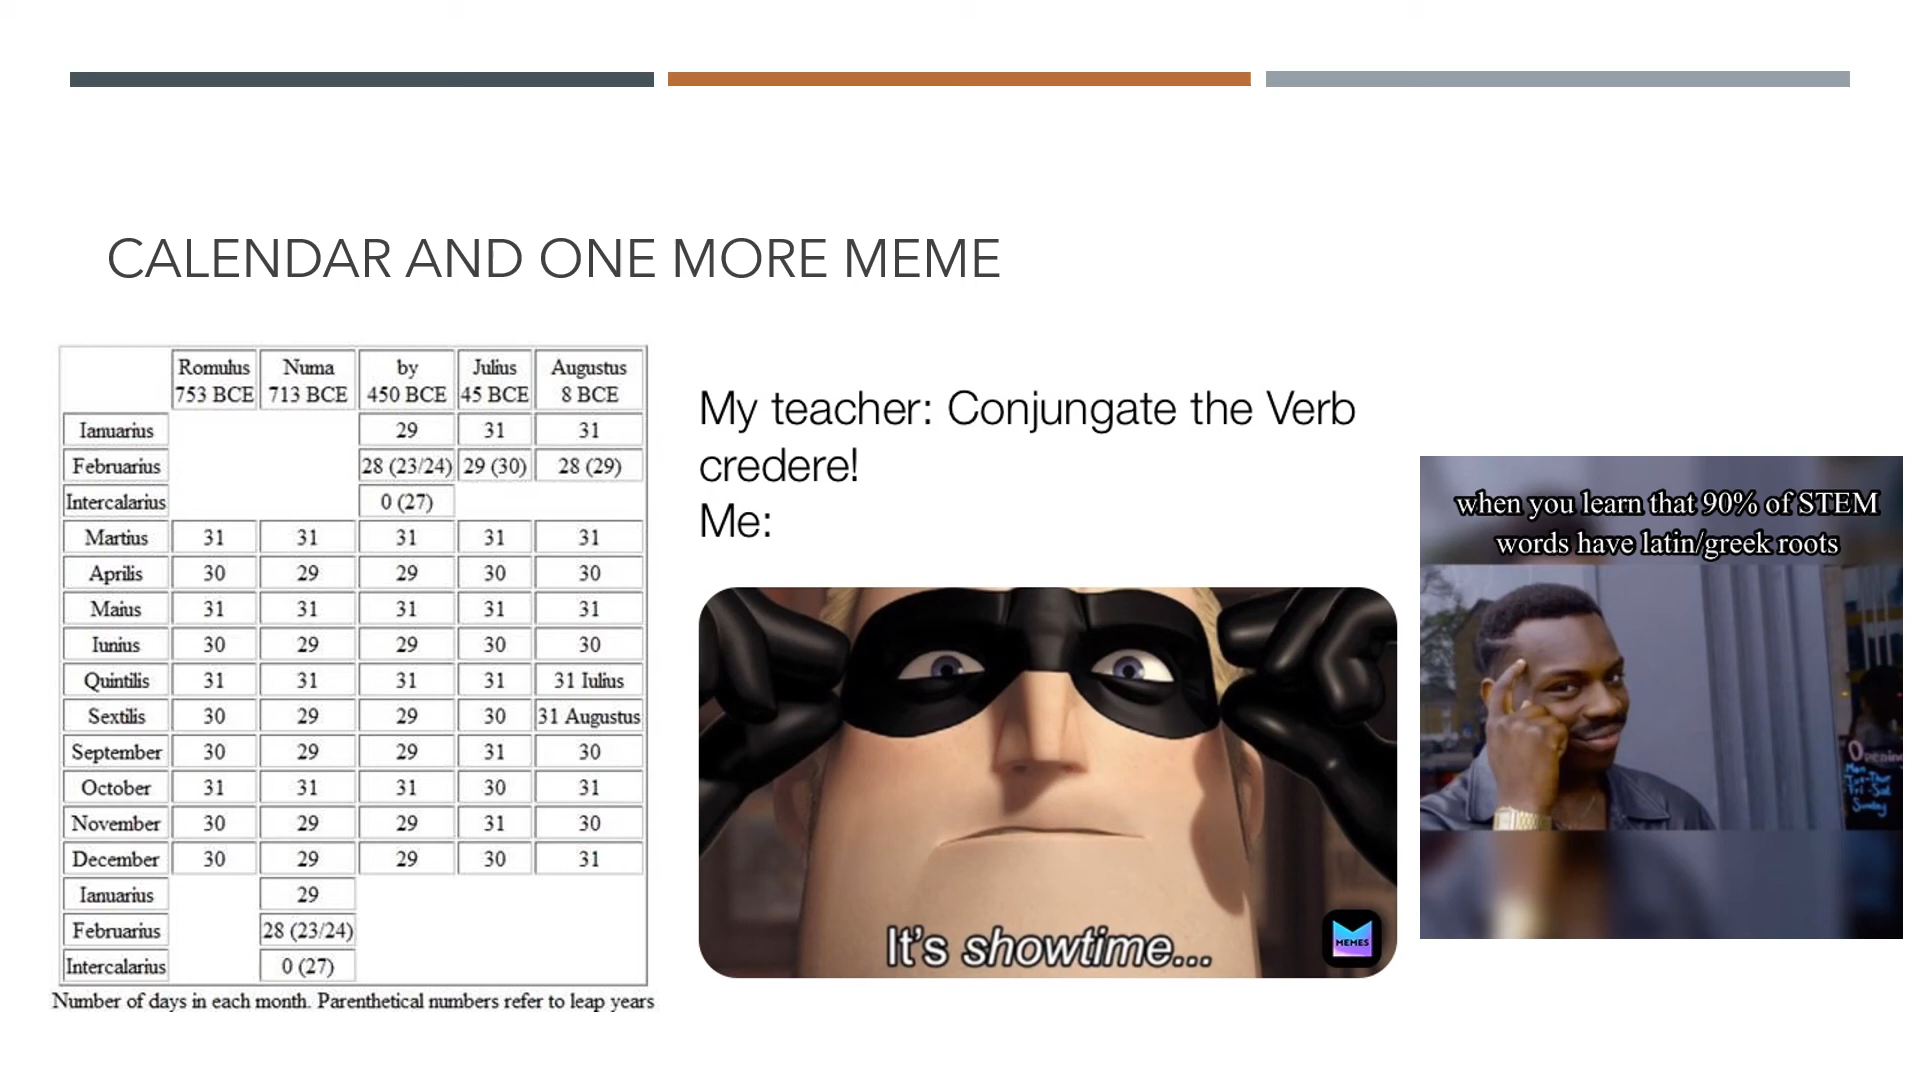 CALENDAR AND ONE MORE MEME
Romulus 753 BCE Numa 713 BCE by 450 BCE Julius 45 BCE Augustus 8 BCE
Ianuarius 29 31 31
Februarius 28 (23/24) 29 (30) 28 (29)
Intercalarius 0 (27)
Martius 31 31 31 31 31
Aprilis 30 29 29 30 30
Maius 31 31 31 31 31
Iunius 30 29 29 30 30
Quintilis 31 31 31 31 31 Iulius
Sextilis 30 29 29 30 31 Augustus
September 30 29 29 31 30
October 31 31 31 30 31
November 30 29 29 31 30
December 30 29 29 30 31
Ianuarius 29
Februarius 28 (23/24)
Intercalarius 0 (27)
Number of days in each month. Parenthetical numbers refer to leap years
My teacher: Conjungate the Verb
credere!
Me:
It's showtime...
MEMES
when you learn that 90% of STEM
words have latin/greek roots
Mon
Tue-Thur
Fri-Sat
Sunday